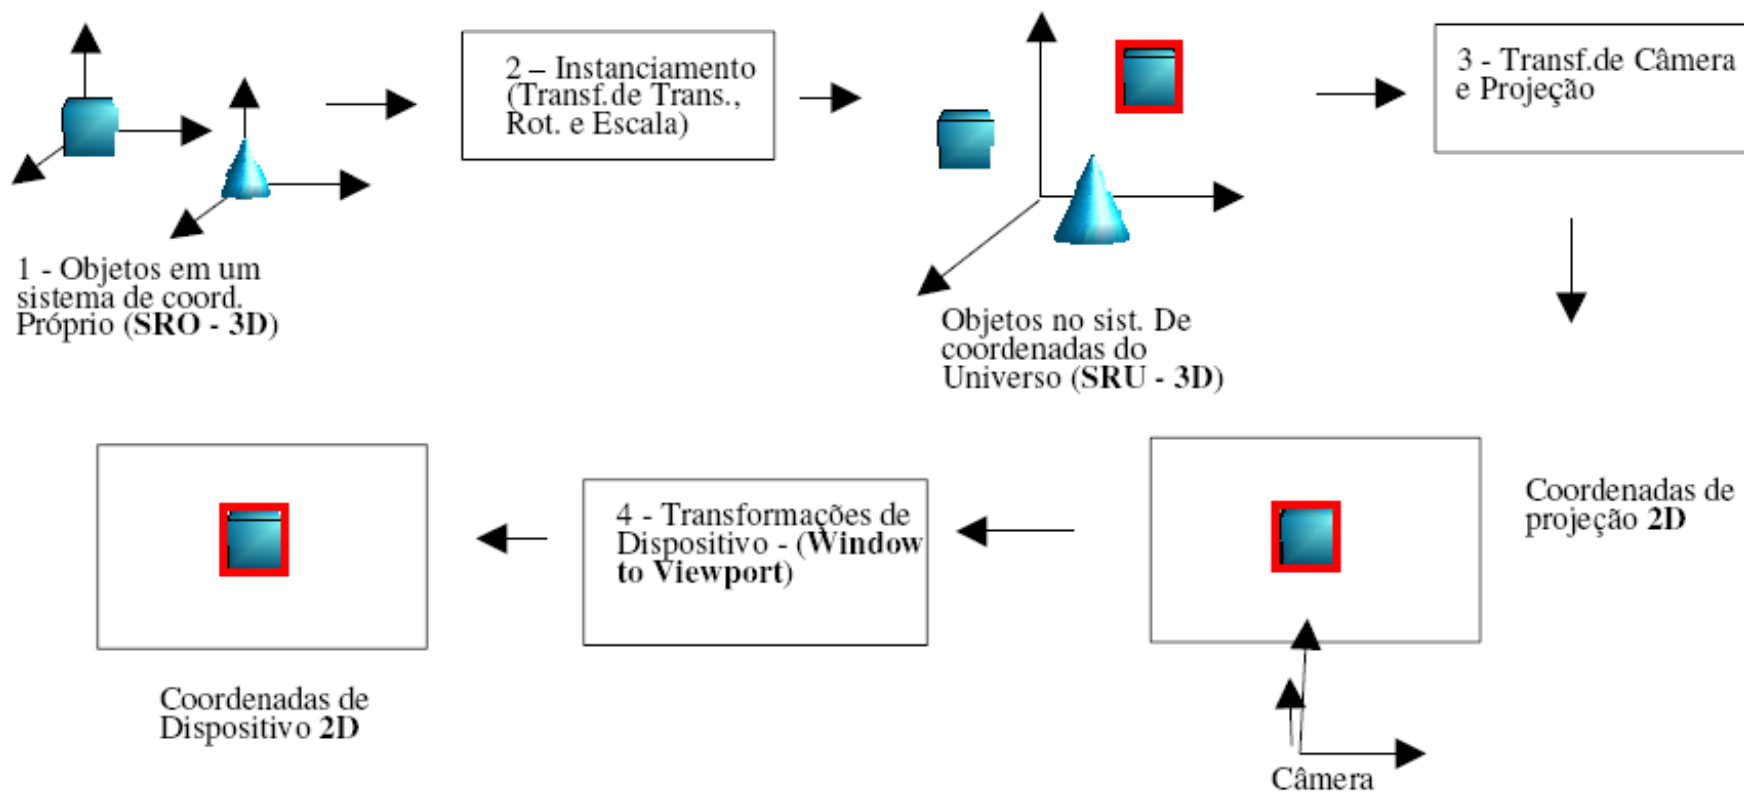 2 – Instanciamento
(Transf.de Trans.,
Rot. e Escala)
3 - Transf.de Câmera
e Projeção
1 - Objetos em um
sistema de coord.
Próprio (SRO - 3D)
Objetos no sist. De
coordenadas do
Universo (SRU - 3D)
Coordenadas de
projeção 2D
4 - Transformações de
Dispositivo - (Window
to Viewport)
Coordenadas de
Dispositivo 2D
Câmera